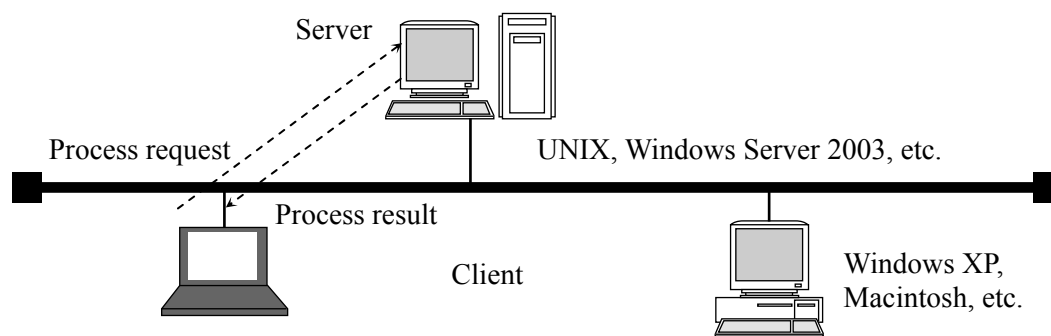 Server
Process request
UNIX, Windows Server 2003, etc.
Process result
Client
Windows XP,
Macintosh, etc.